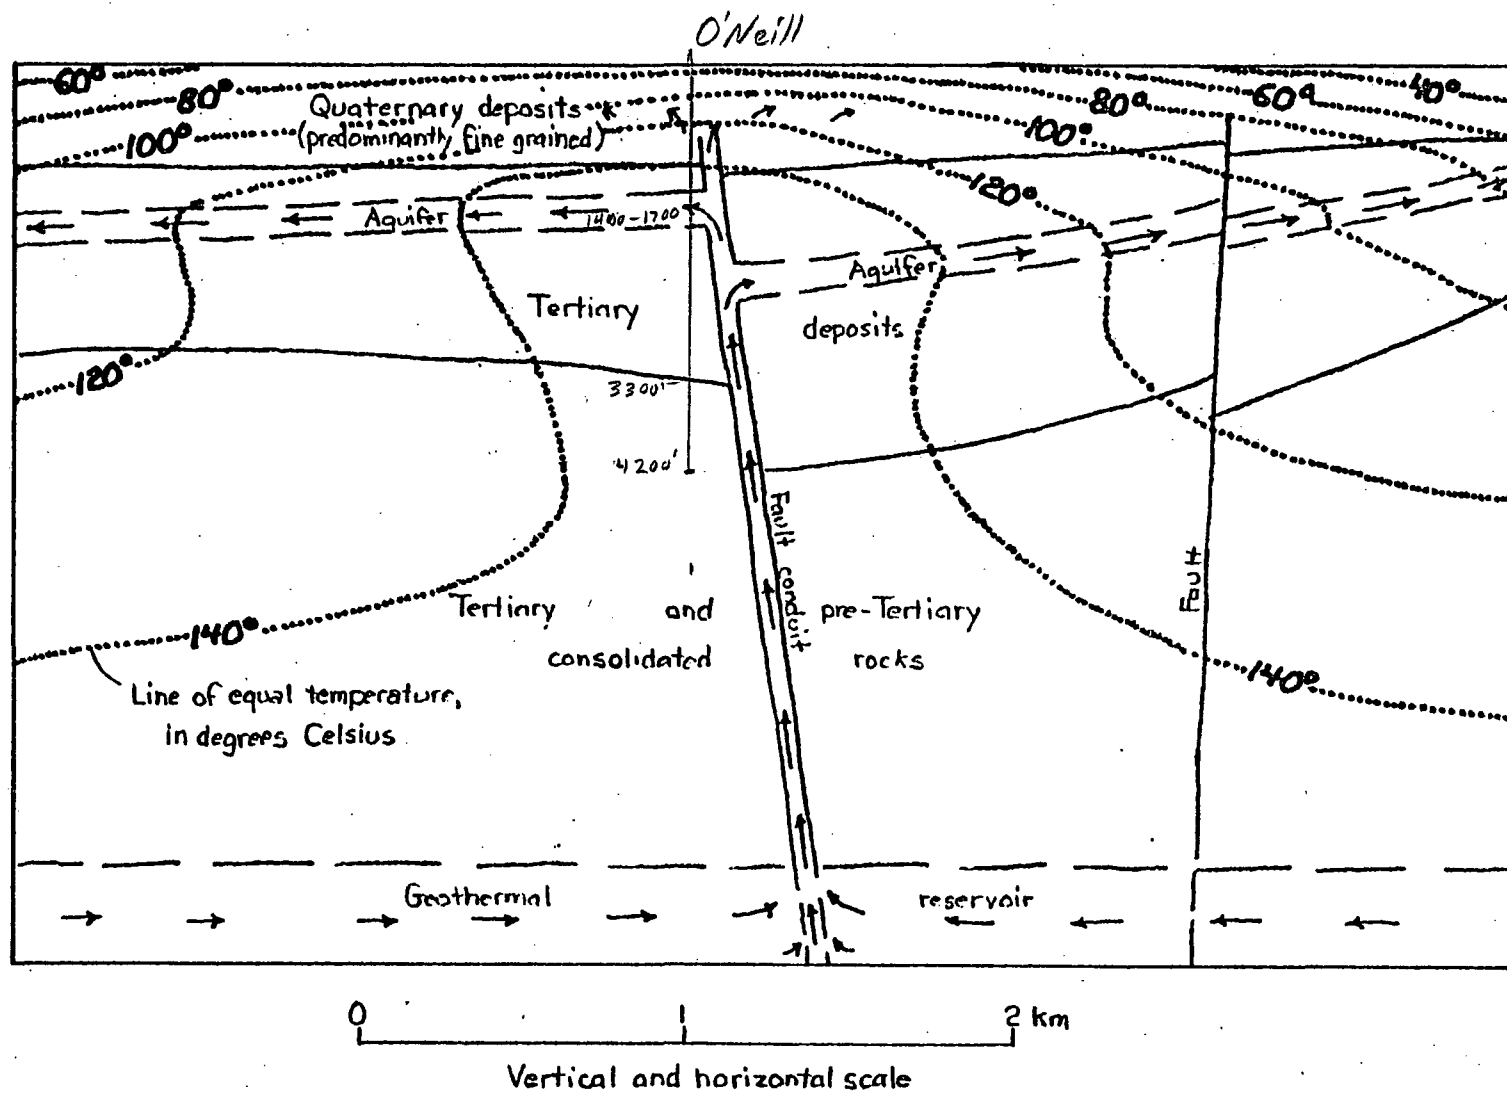 O'Neill
60° 80° 60° 40°
80° Quaternary deposits 100°
100° (predominantly fine grained)
120°
Aquifer 1400-1700
Aquifer
Tertiary deposits
120° 3300'
4200'
Fault conduit
Fault
Tertiary and pre-Tertiary
consolidated rocks
140° 140°
Line of equal temperature,
in degrees Celsius
Geothermal reservoir
0 1 2 km
Vertical and horizontal scale